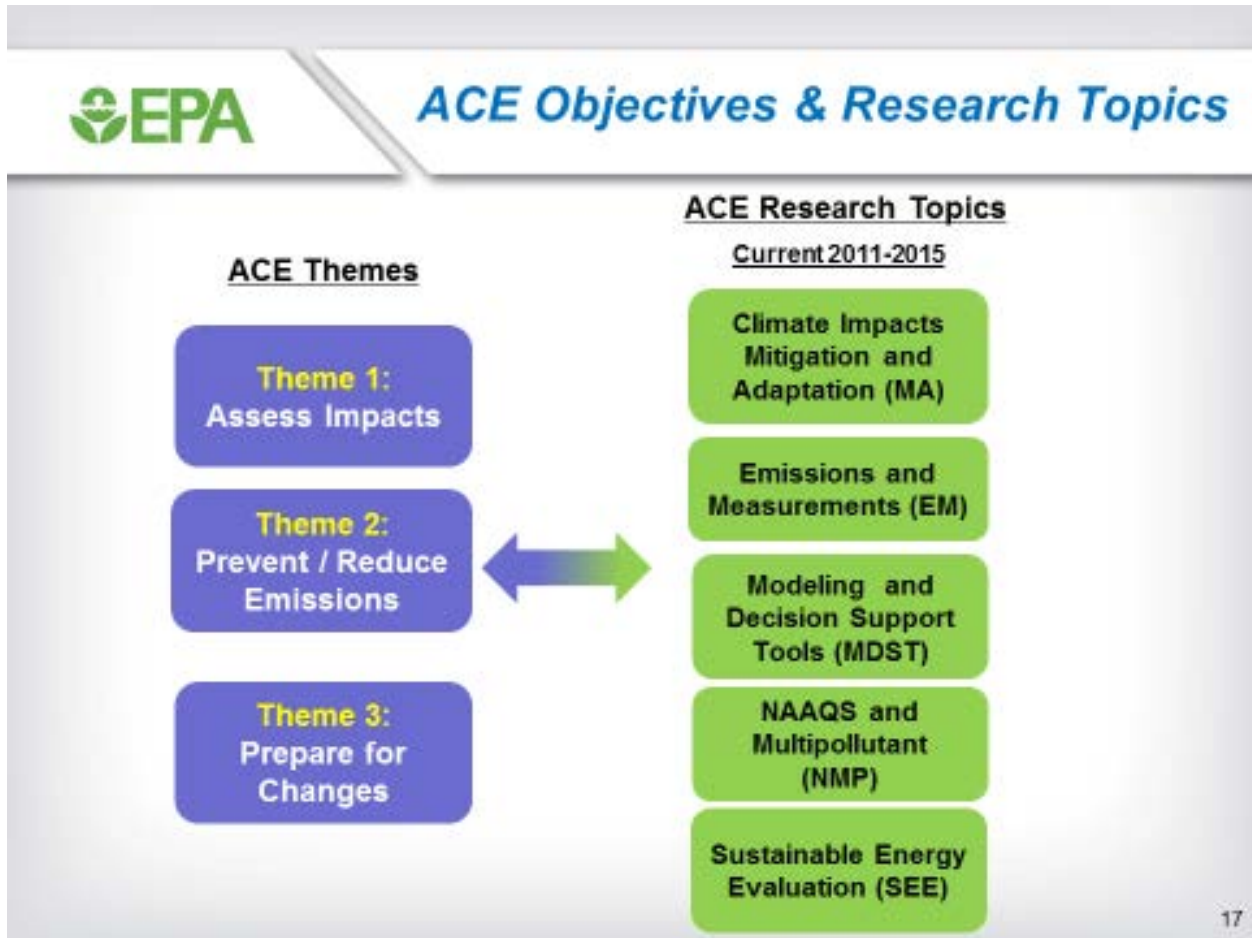 EPA
ACE Objectives & Research Topics
ACE Themes
Theme 1:
Assess Impacts
Theme 2:
Prevent / Reduce
Emissions
Theme 3:
Prepare for
Changes
ACE Research Topics
Current 2011-2015
Climate Impacts
Mitigation and
Adaptation (MA)
Emissions and
Measurements (EM)
Modeling and
Decision Support
Tools (MDST)
NAAQS and
Multipollutant
(NMP)
Sustainable Energy
Evaluation (SEE)
17